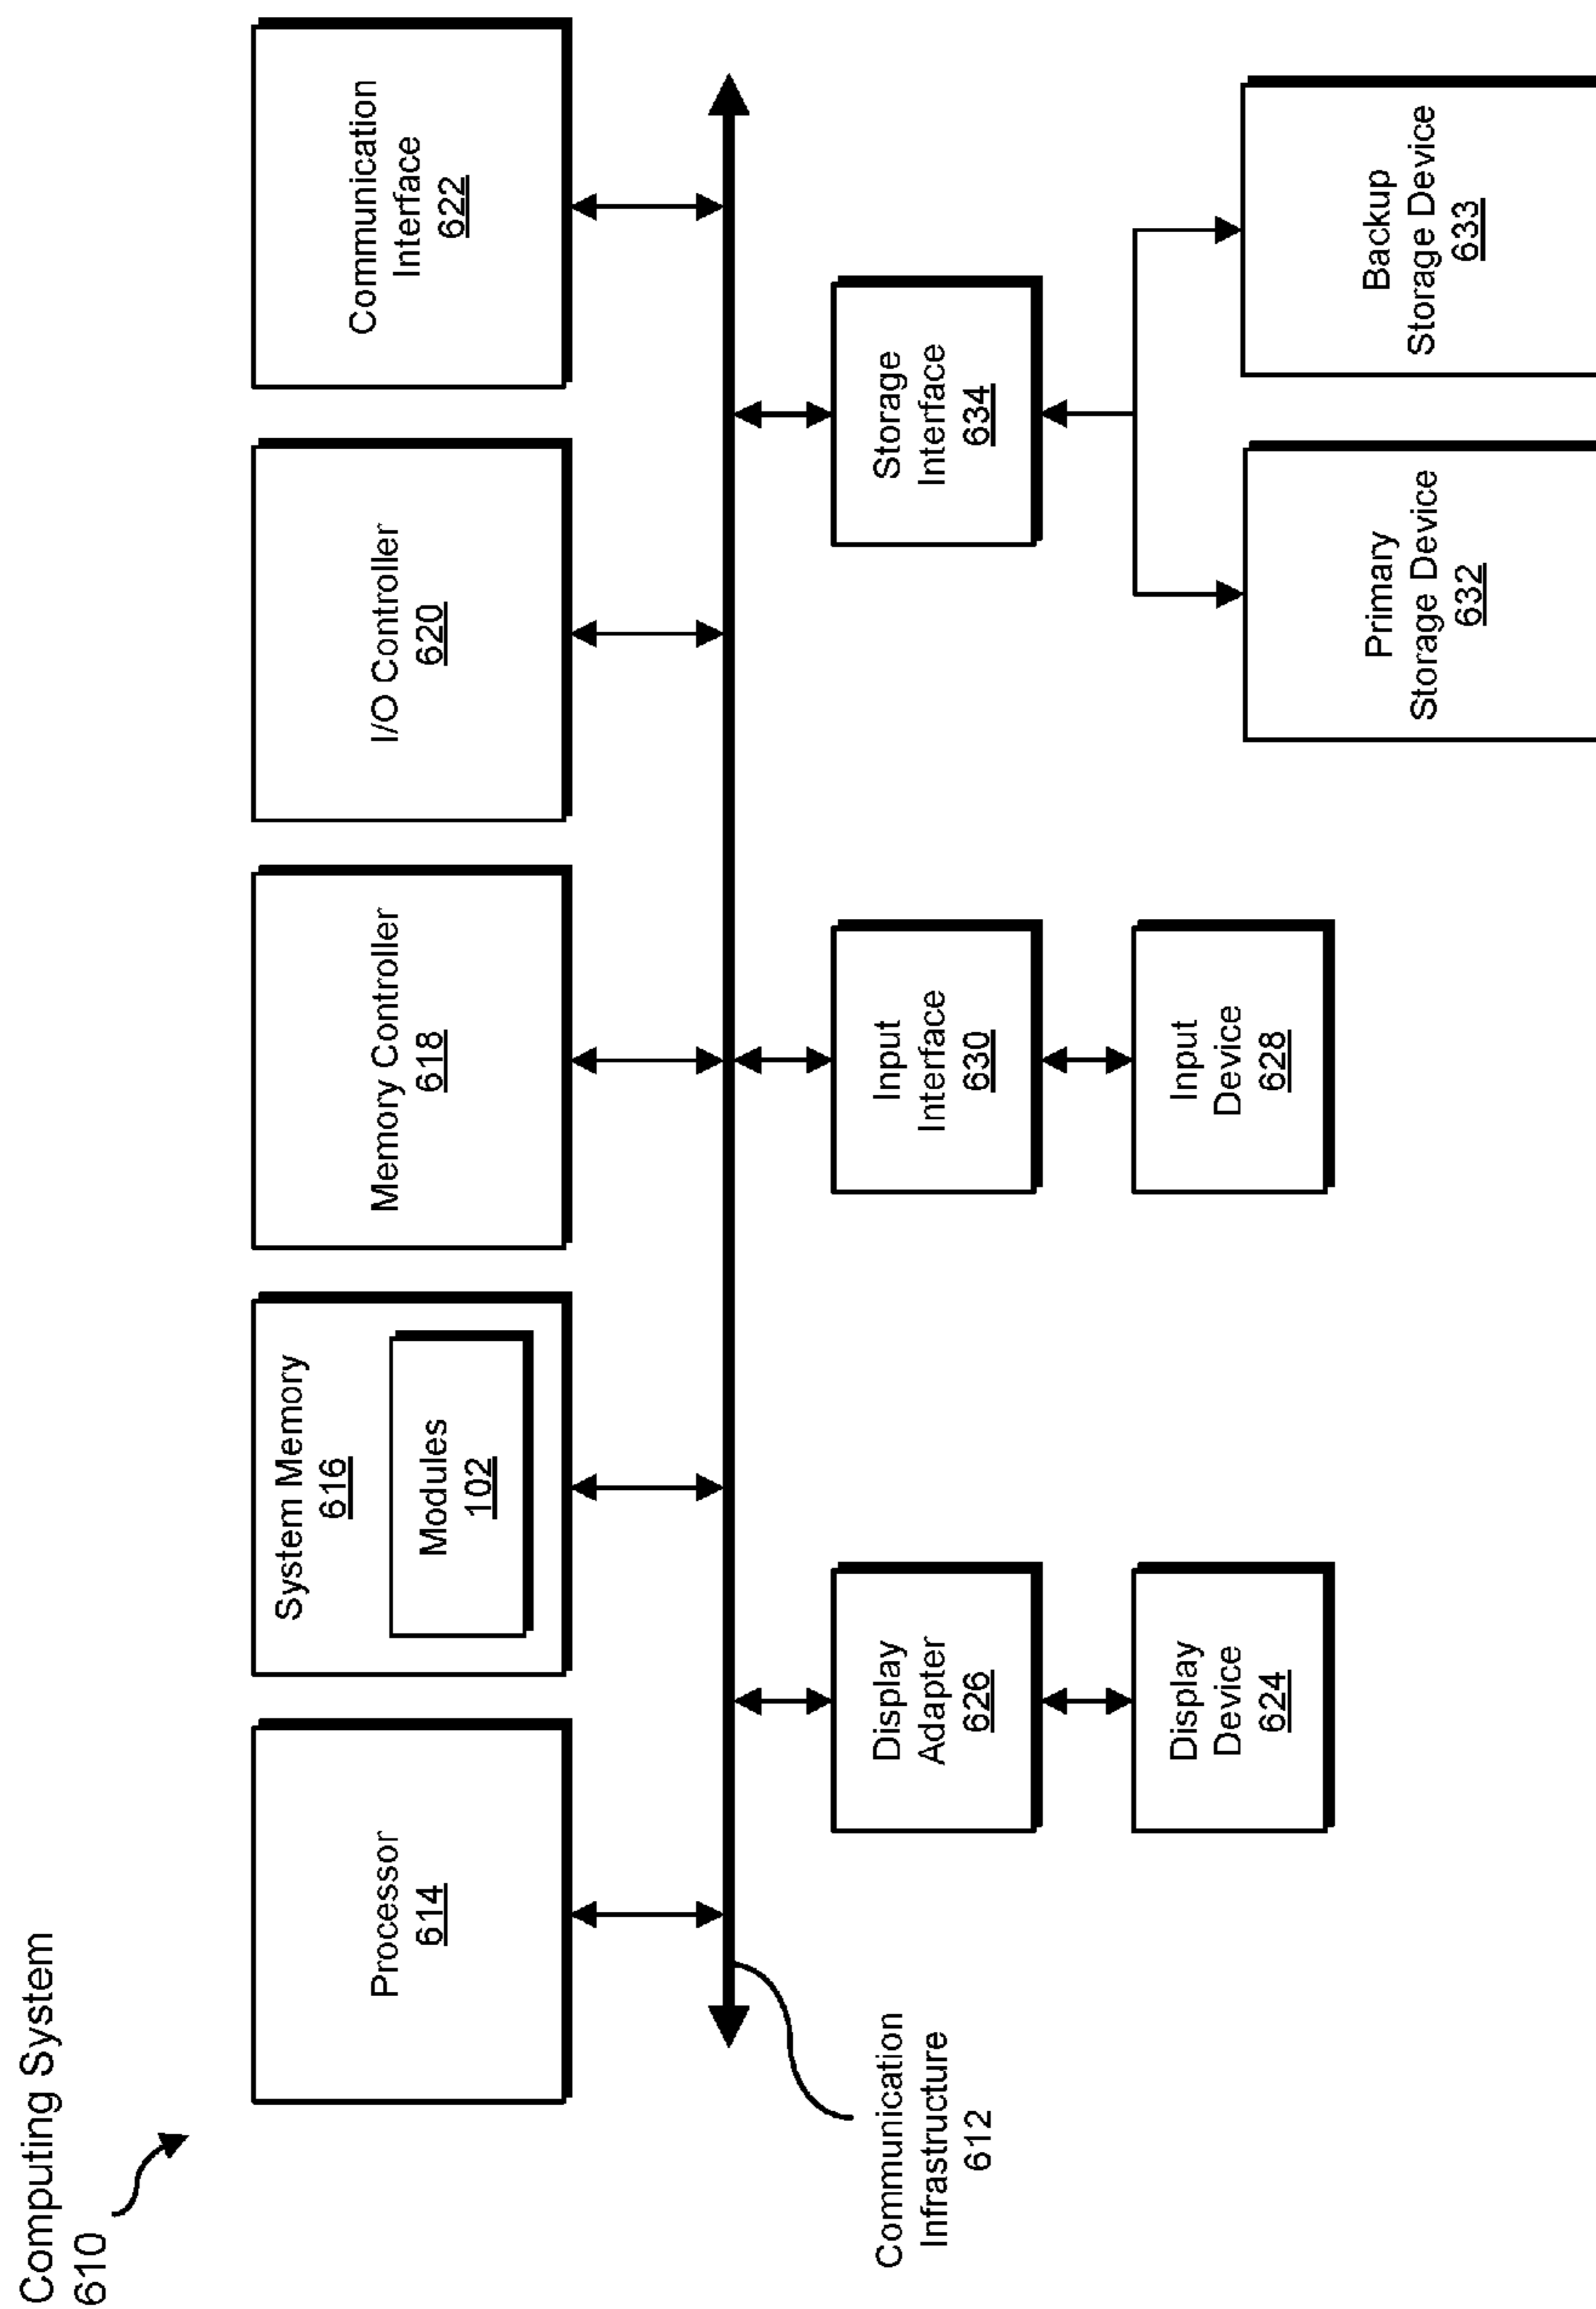 Computing System
610
Processor
614
System Memory
616
Modules
102
Memory Controller
618
I/O Controller
620
Communication
Interface
622
Communication
Infrastructure
612
Display
Adapter
626
Input
Interface
630
Storage
Interface
634
Display
Device
624
Input
Device
628
Primary
Storage Device
632
Backup
Storage Device
633